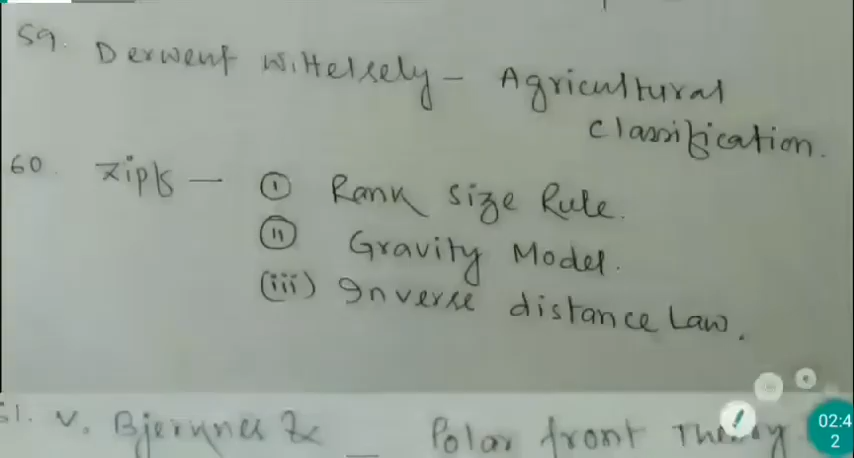 59. Derwent Wittelsely - Agricultural
Classification.
60. Zipfs - (i) Rank Size Rule.
(ii) Gravity Model.
(iii) Inverse distance Law.
61. V. Bjerknes & - Polar front Theory
02:4
2